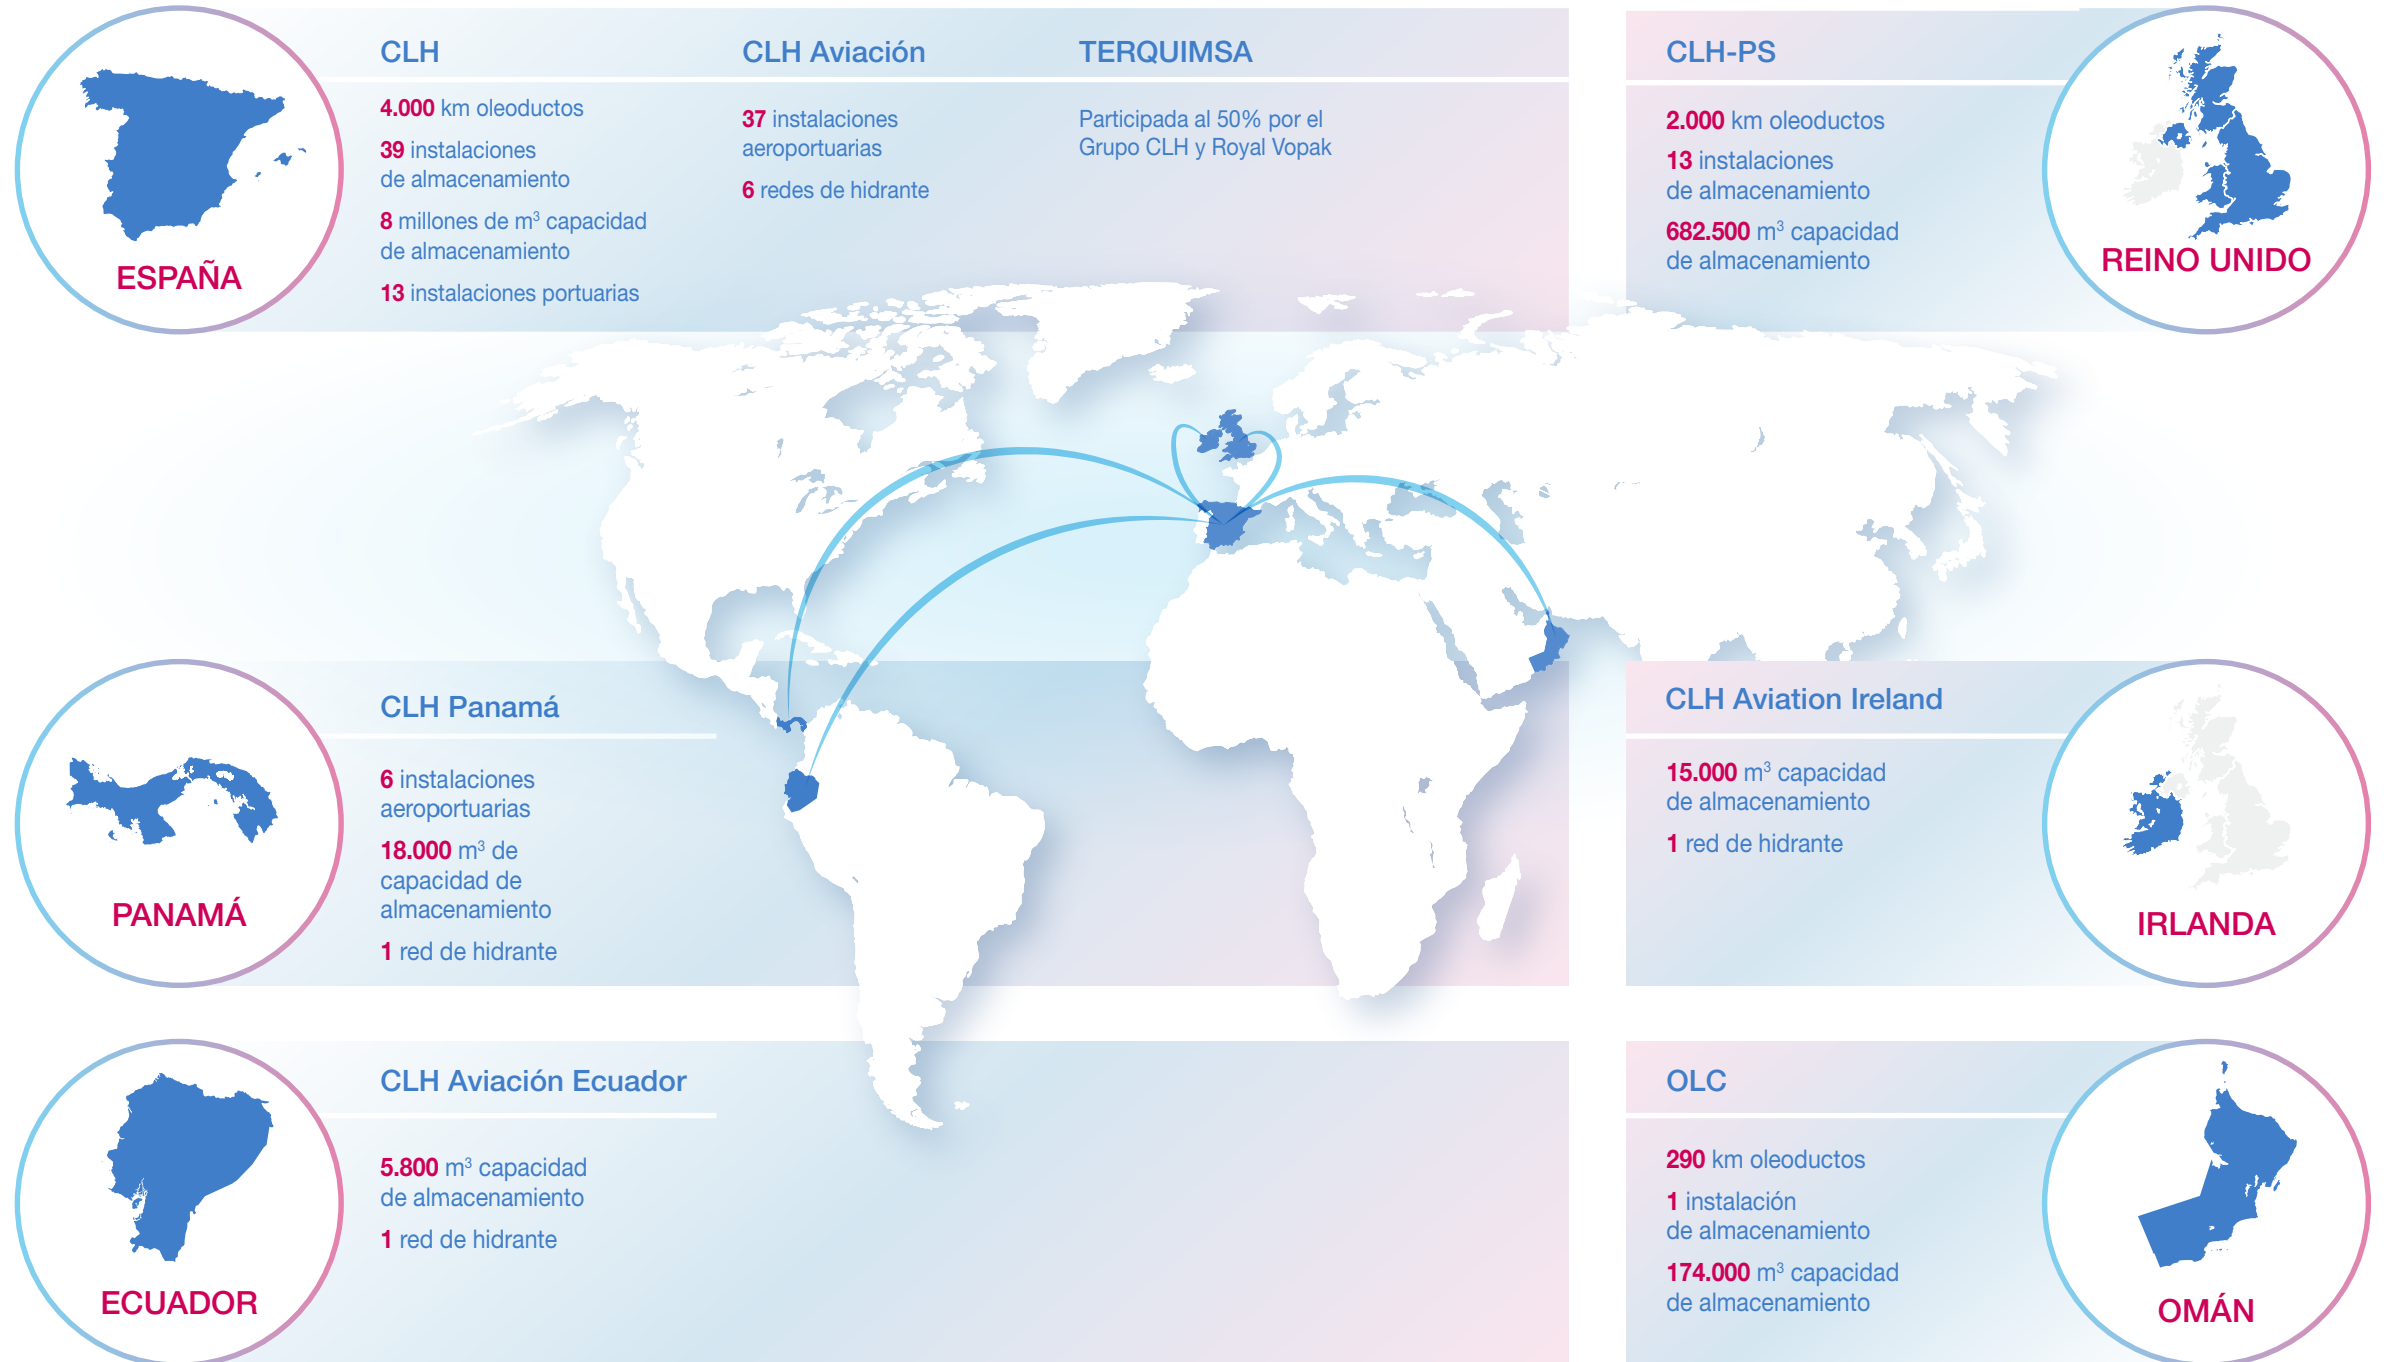 ESPAÑA
CLH
4.000 km oleoductos
39 instalaciones
de almacenamiento
8 millones de m³ capacidad
de almacenamiento
13 instalaciones portuarias
CLH Aviación
37 instalaciones
aeroportuarias
6 redes de hidrante
TERQUIMSA
Participada al 50% por el
Grupo CLH y Royal Vopak
CLH-PS
2.000 km oleoductos
13 instalaciones
de almacenamiento
682.500 m³ capacidad
de almacenamiento
REINO UNIDO
PANAMÁ
CLH Panamá
6 instalaciones
aeroportuarias
18.000 m³ de
capacidad de
almacenamiento
1 red de hidrante
CLH Aviation Ireland
15.000 m³ capacidad
de almacenamiento
1 red de hidrante
IRLANDA
ECUADOR
CLH Aviación Ecuador
5.800 m³ capacidad
de almacenamiento
1 red de hidrante
OLC
290 km oleoductos
1 instalación
de almacenamiento
174.000 m³ capacidad
de almacenamiento
OMÁN